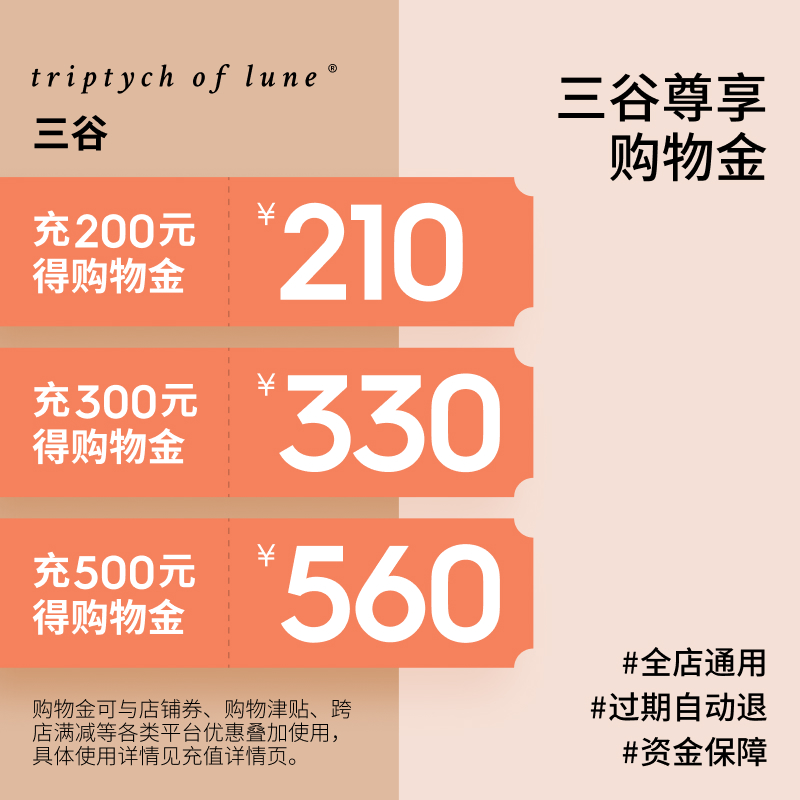 triptych of lune®
三谷
三谷尊享
购物金
充200元
得购物金
¥210
充300元
得购物金
¥330
充500元
得购物金
¥560
购物金可与店铺券、购物津贴、跨
店满减等各类平台优惠叠加使用，
具体使用详情见充值详情页。
#全店通用
#过期自动退
#资金保障